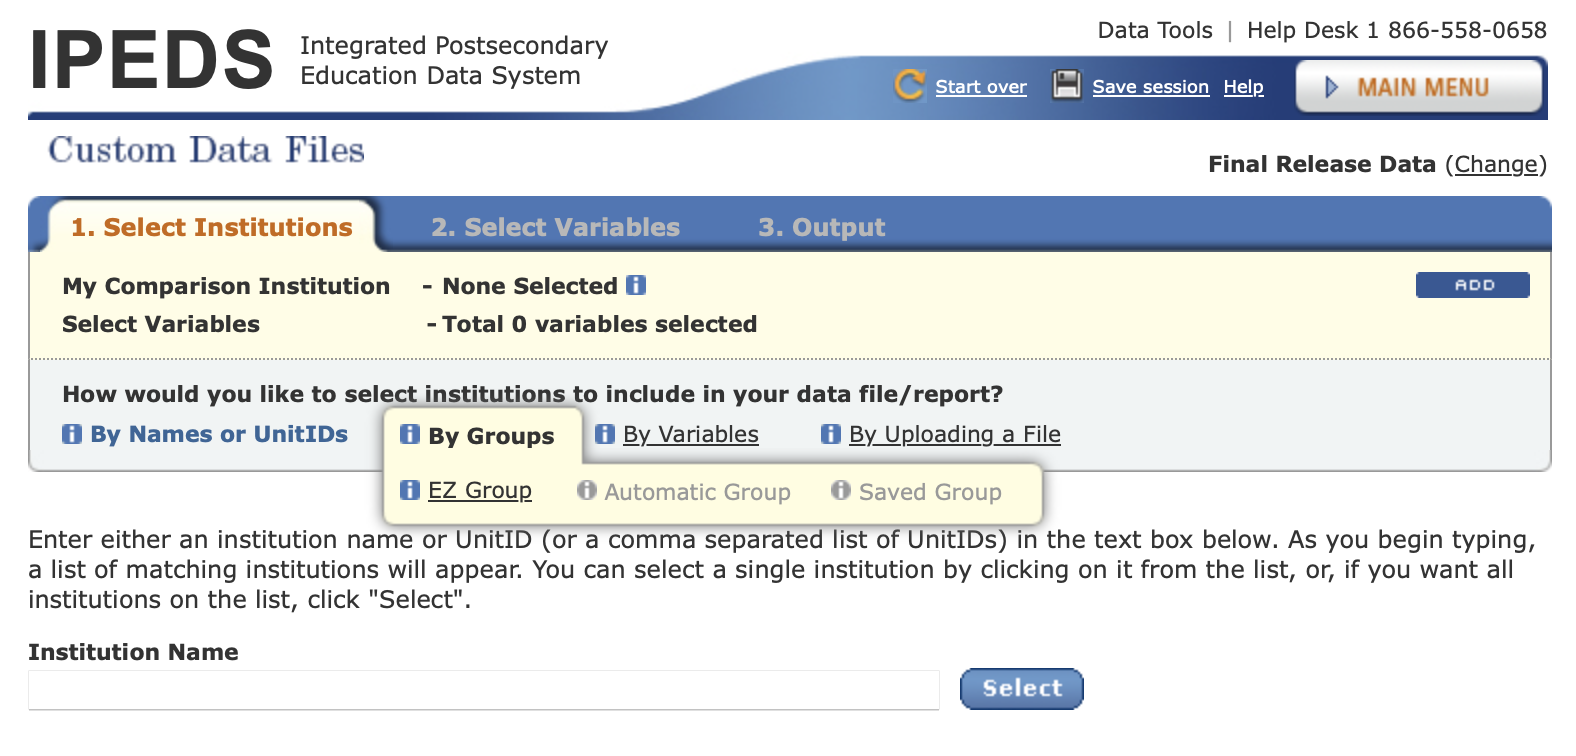 IPEDS
Integrated Postsecondary
Education Data System
Data Tools | Help Desk 1 866-558-0658
Start over Save session Help MAIN MENU
Custom Data Files
Final Release Data (Change)
1. Select Institutions 2. Select Variables 3. Output
My Comparison Institution - None Selected ADD
Select Variables - Total 0 variables selected
How would you like to select institutions to include in your data file/report?
By Names or UnitIDs By Groups By Variables By Uploading a File
EZ Group Automatic Group Saved Group
Enter either an institution name or UnitID (or a comma separated list of UnitIDs) in the text box below. As you begin typing,
a list of matching institutions will appear. You can select a single institution by clicking on it from the list, or, if you want all
institutions on the list, click "Select".
Institution Name
Select